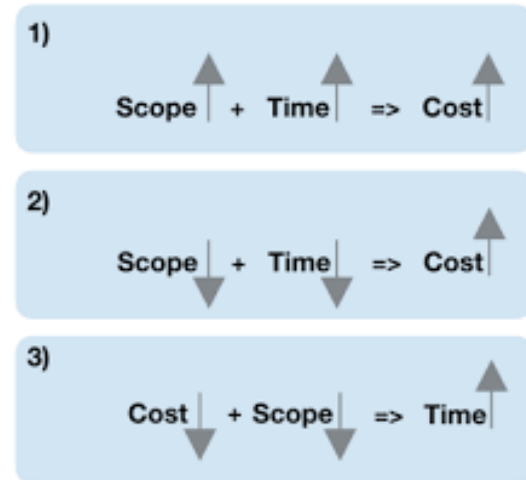 1)
Scope + Time => Cost
2)
Scope + Time => Cost
3)
Cost + Scope => Time